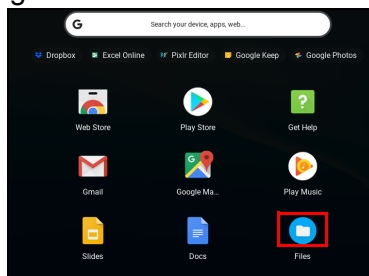 G Search your device, apps, web...
Dropbox Excel Online Pixlr Editor Google Keep Google Photos
Web Store Play Store Get Help
Gmail Google Ma... Play Music
Slides Docs Files